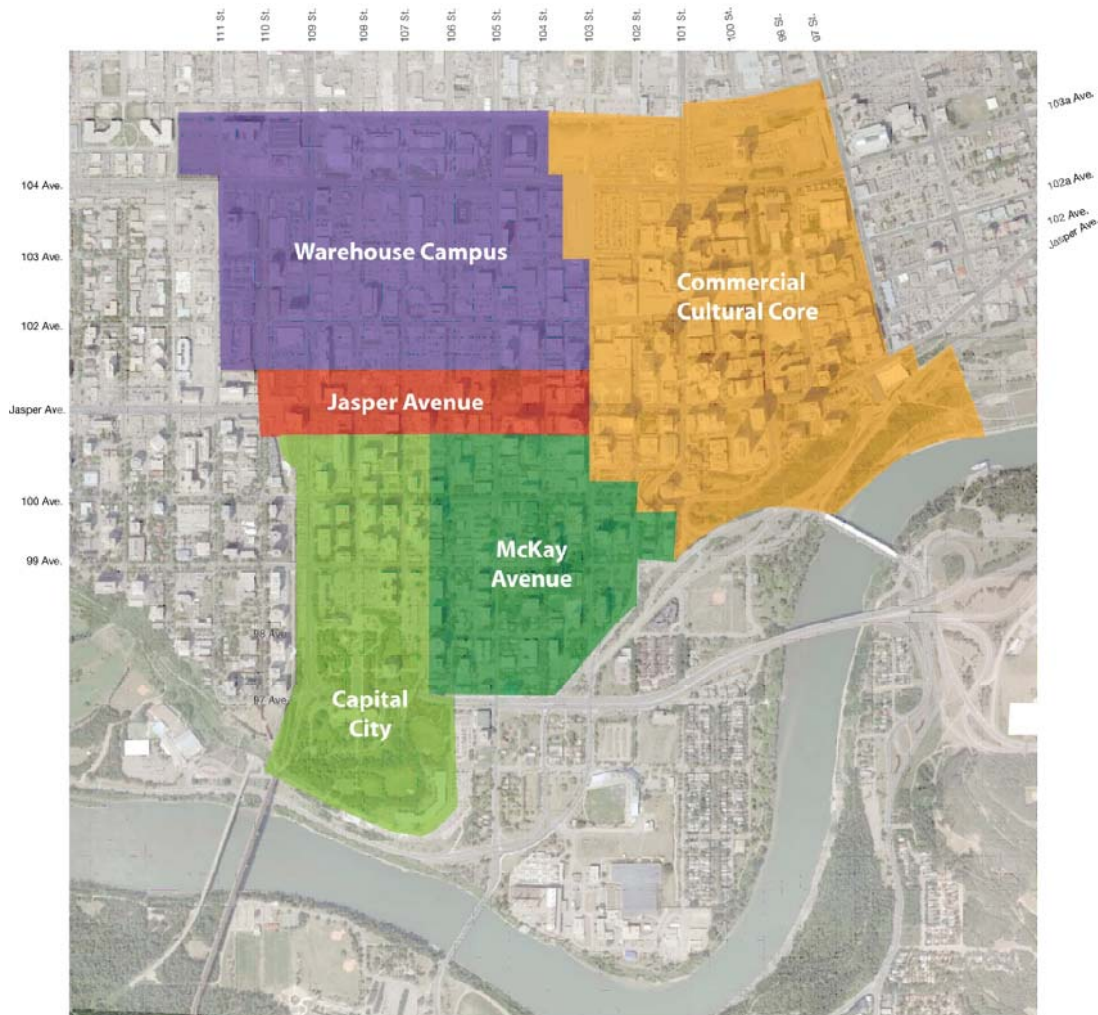 111 St.
110 St.
109 St.
108 St.
107 St.
106 St.
105 St.
104 St.
103 St.
102 St.
101 St.
100 St.
98 St.
97 St.
103a Ave.
104 Ave.
102a Ave.
102 Ave.
Jasper Ave.
103 Ave.
Warehouse Campus
Commercial
Cultural Core
102 Ave.
Jasper Avenue
Jasper Ave.
100 Ave.
99 Ave.
McKay
Avenue
98 Ave.
97 Ave.
Capital
City